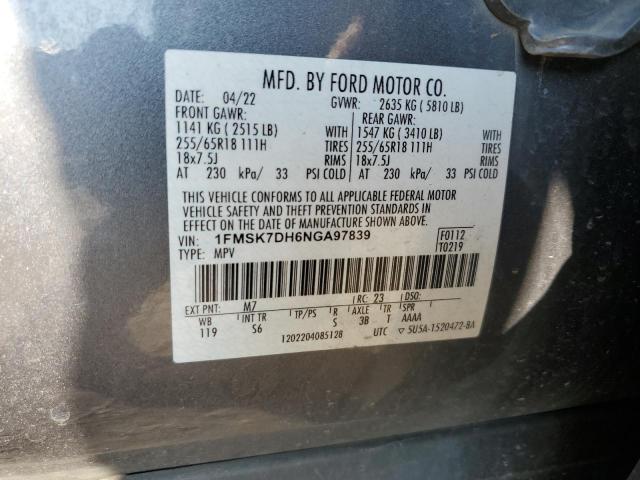 MFD. BY FORD MOTOR CO.
DATE: 04/22 GVWR: 2635 KG ( 5810 LB)
FRONT GAWR: REAR GAWR:
1141 KG ( 2515 LB) WITH 1547 KG ( 3410 LB) WITH
255/65R18 111H TIRES 255/65R18 111H TIRES
18x7.5J RIMS 18x7.5J RIMS
AT 230 kPa/ 33 PSI COLD AT 230 kPa/ 33 PSI COLD
THIS VEHICLE CONFORMS TO ALL APPLICABLE FEDERAL MOTOR
VEHICLE SAFETY AND THEFT PREVENTION STANDARDS IN
EFFECT ON THE DATE OF MANUFACTURE SHOWN ABOVE.
VIN: 1FMSK7DH6NGA97839 F0112
TYPE: MPV T0219
EXT PNT: M7 RC: 23 DSO:
WB INT TR TP/PS R AXLE TR SPR
119 S6 S 3B T AAAA
1202204085128 UTC ▽ 5U5A-1520472-BA